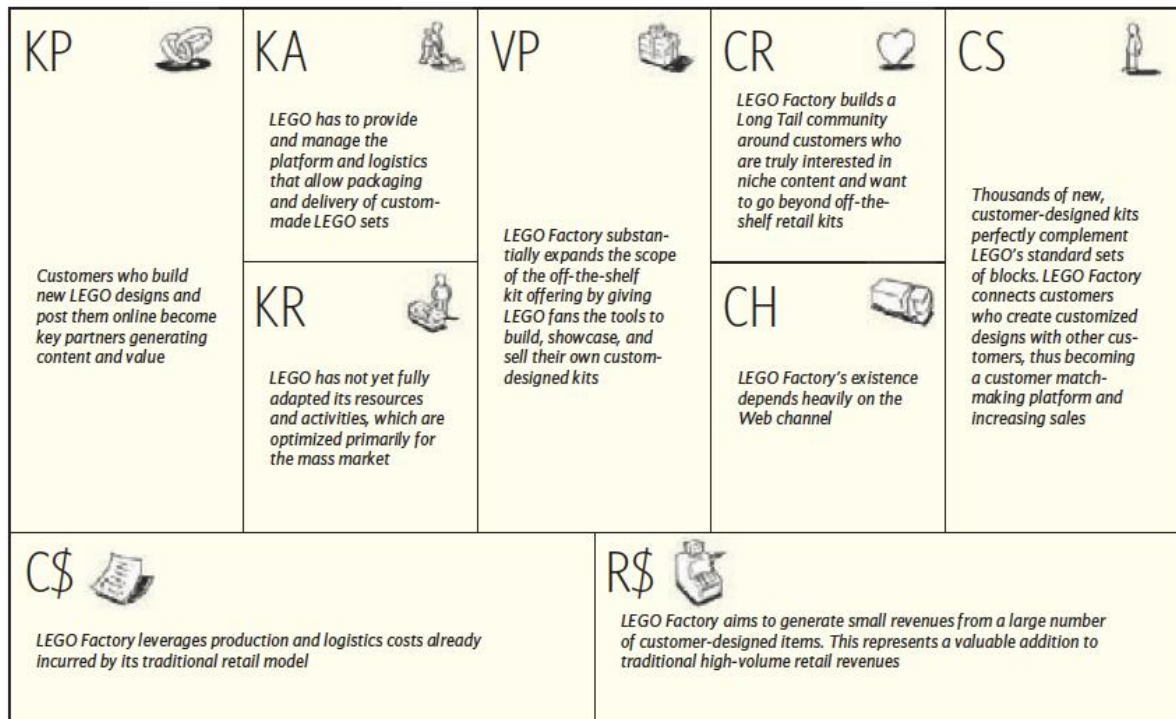 KP
Customers who build
new LEGO designs and
post them online become
key partners generating
content and value
KA
LEGO has to provide
and manage the
platform and logistics
that allow packaging
and delivery of custom-
made LEGO sets
KR
LEGO has not yet fully
adapted its resources
and activities, which are
optimized primarily for
the mass market
VP
LEGO Factory substan-
tially expands the scope
of the off-the-shelf
kit offering by giving
LEGO fans the tools to
build, showcase, and
sell their own custom-
designed kits
CR
LEGO Factory builds a
Long Tail community
around customers who
are truly interested in
niche content and want
to go beyond off-the-
shelf retail kits
CH
LEGO Factory's existence
depends heavily on the
Web channel
CS
Thousands of new,
customer-designed kits
perfectly complement
LEGO's standard sets
of blocks. LEGO Factory
connects customers
who create customized
designs with other cus-
tomers, thus becoming
a customer match-
making platform and
increasing sales
C$
LEGO Factory leverages production and logistics costs already
incurred by its traditional retail model
R$
LEGO Factory aims to generate small revenues from a large number
of customer-designed items. This represents a valuable addition to
traditional high-volume retail revenues